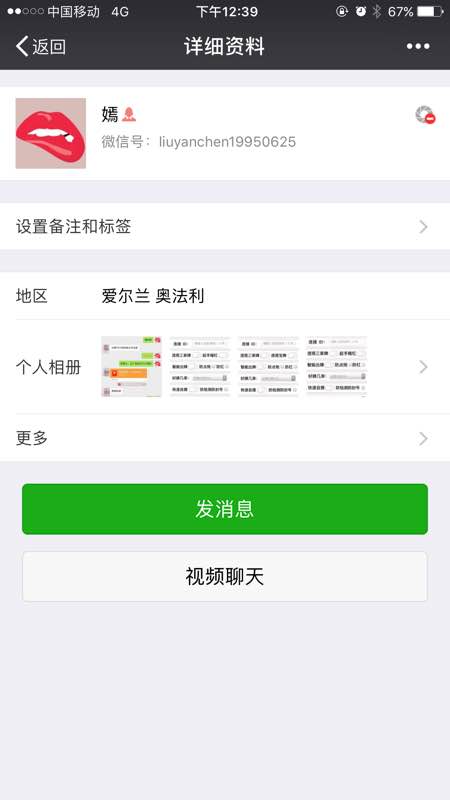 中国移动 4G 下午12:39 67%
返回 详细资料
嫣
微信号：liuyanchen19950625
设置备注和标签
地区 爱尔兰 奥法利
个人相册
更多
发消息
视频聊天